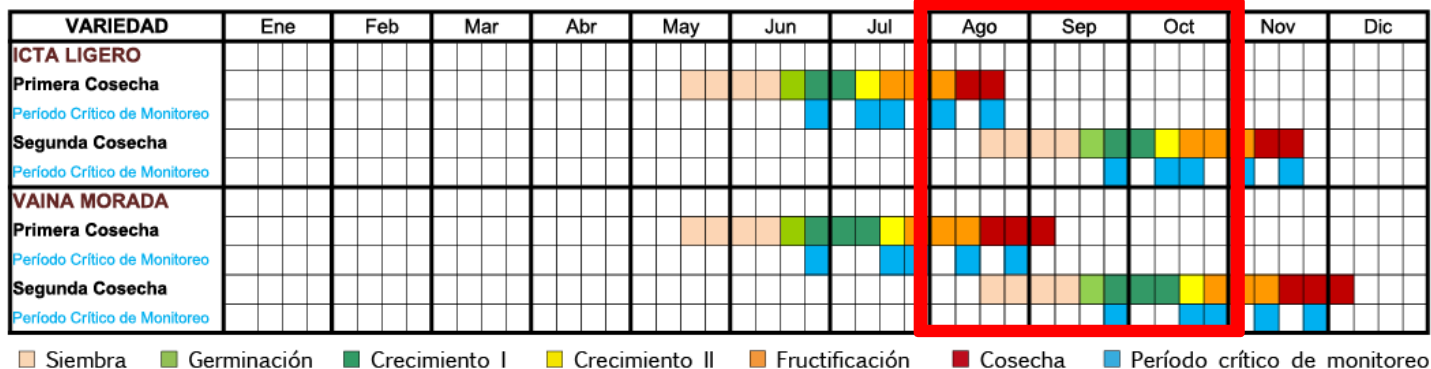 VARIEDAD Ene Feb Mar Abr May Jun Jul Ago Sep Oct Nov Dic
ICTA LIGERO
Primera Cosecha
Período Crítico de Monitoreo
Segunda Cosecha
Período Crítico de Monitoreo
VAINA MORADA
Primera Cosecha
Período Crítico de Monitoreo
Segunda Cosecha
Período Crítico de Monitoreo
Siembra Germinación Crecimiento I Crecimiento II Fructificación Cosecha Período crítico de monitoreo